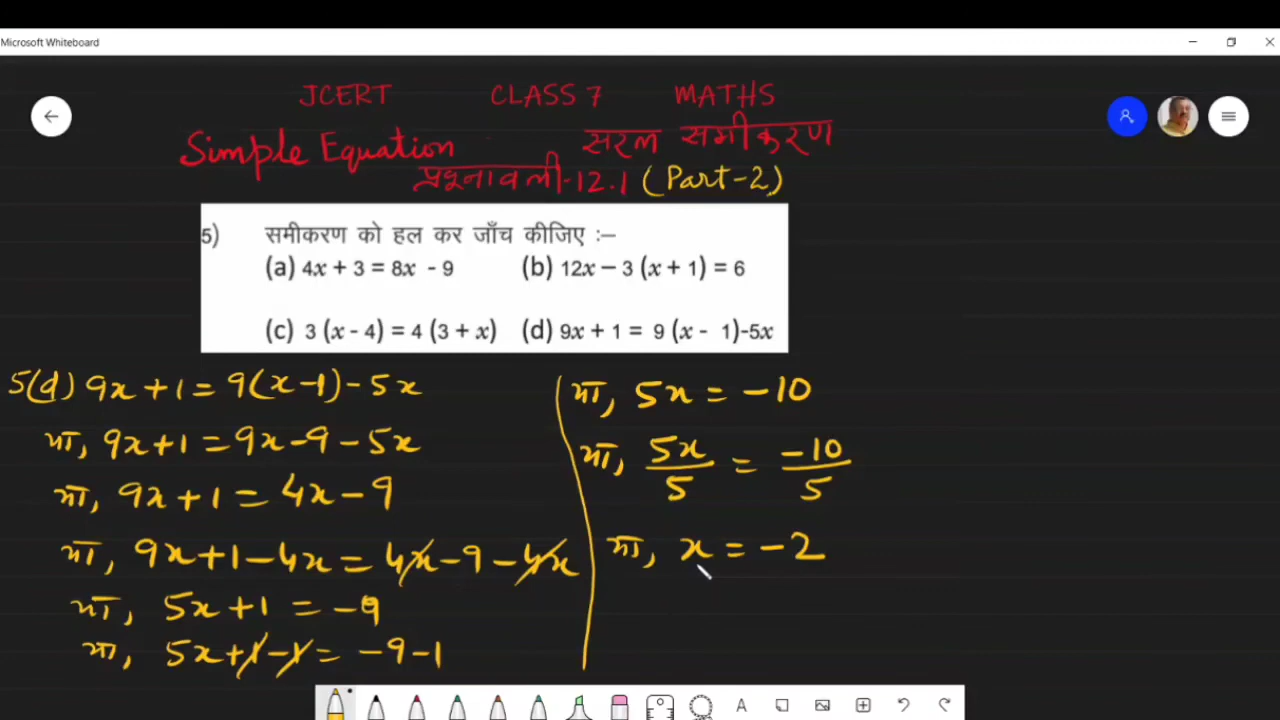 Microsoft Whiteboard
JCERT CLASS 7 MATHS
Simple Equation सरल समीकरण
प्रश्नावली-12.1 (Part-2)
5) समीकरण को हल कर जाँच कीजिए :–
(a) 4x + 3 = 8x - 9 (b) 12x – 3 (x + 1) = 6
(c) 3 (x - 4) = 4 (3 + x) (d) 9x + 1 = 9 (x - 1)-5x
5(d) 9x + 1 = 9(x-1) - 5x
या, 9x+1 = 9x-9-5x
या, 9x+1 = 4x-9
या, 9x+1-4x = 4x-9-4x
या, 5x+1 = -9
या, 5x+1-1 = -9-1
या, 5x = -10
या, 5x/5 = -10/5
या, x = -2
A